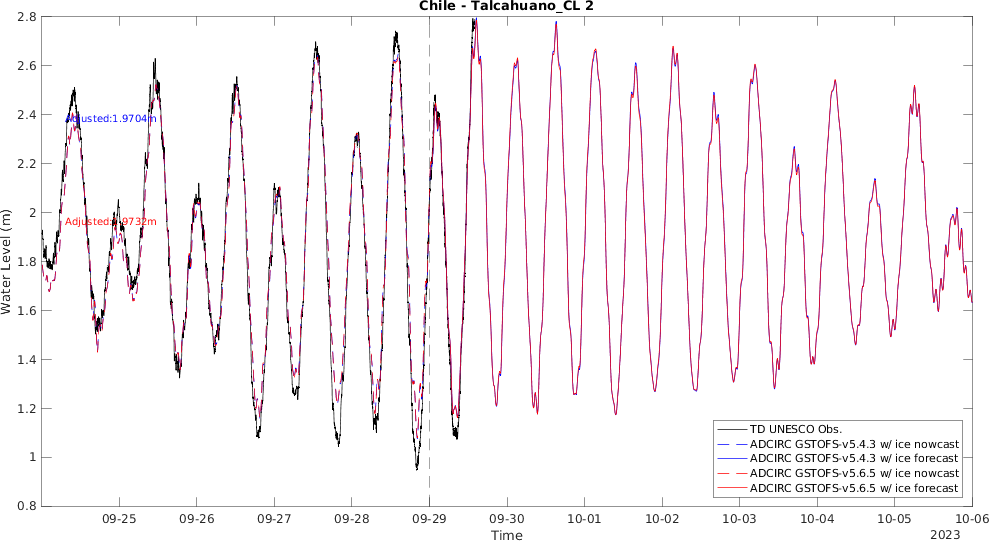 Chile - Talcahuano_CL 2
2.8
2.6
2.4
2.2
2
1.8
1.6
1.4
1.2
1
0.8
Water Level (m)
Adjusted:1.9704m
Adjusted:1.9732m
TD UNESCO Obs.
ADCIRC GSTOFS-v5.4.3 w/ ice nowcast
ADCIRC GSTOFS-v5.4.3 w/ ice forecast
ADCIRC GSTOFS-v5.6.5 w/ ice nowcast
ADCIRC GSTOFS-v5.6.5 w/ ice forecast
09-25 09-26 09-27 09-28 09-29 09-30 10-01 10-02 10-03 10-04 10-05 10-06
Time
2023